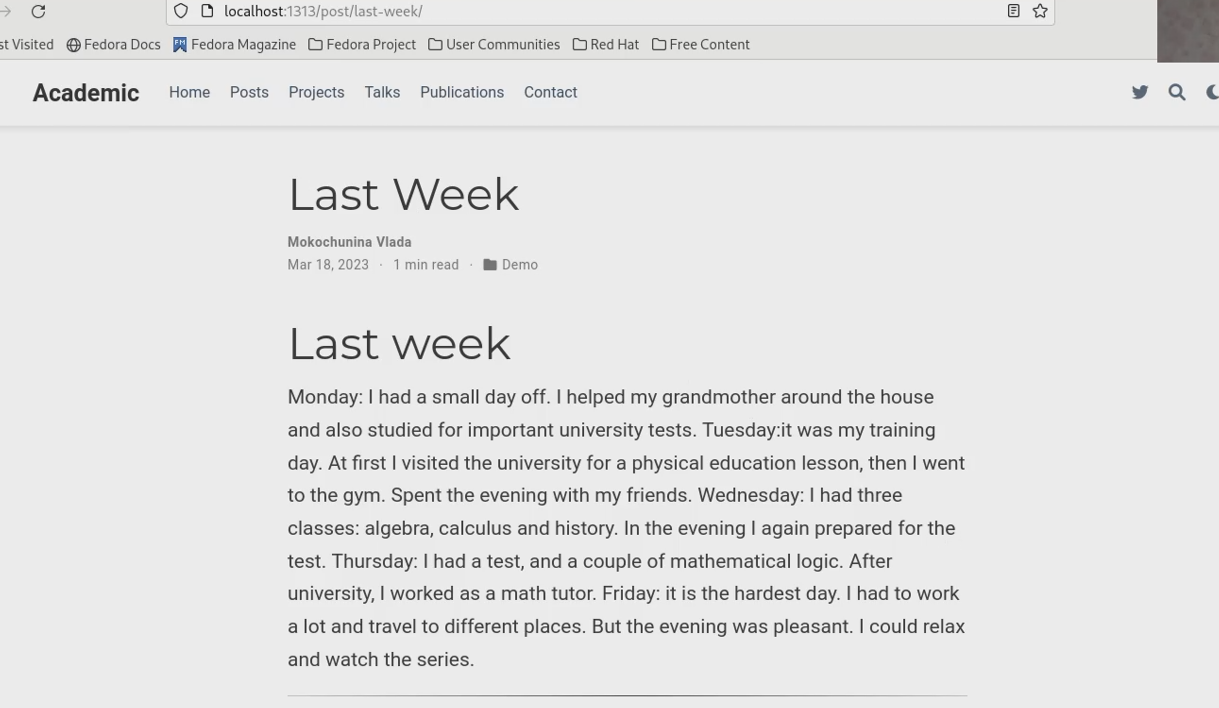 localhost:1313/post/last-week/
st Visited Fedora Docs Fedora Magazine Fedora Project User Communities Red Hat Free Content
Academic Home Posts Projects Talks Publications Contact
Last Week
Mokochunina Vlada
Mar 18, 2023 · 1 min read · Demo
Last week
Monday: I had a small day off. I helped my grandmother around the house
and also studied for important university tests. Tuesday:it was my training
day. At first I visited the university for a physical education lesson, then I went
to the gym. Spent the evening with my friends. Wednesday: I had three
classes: algebra, calculus and history. In the evening I again prepared for the
test. Thursday: I had a test, and a couple of mathematical logic. After
university, I worked as a math tutor. Friday: it is the hardest day. I had to work
a lot and travel to different places. But the evening was pleasant. I could relax
and watch the series.